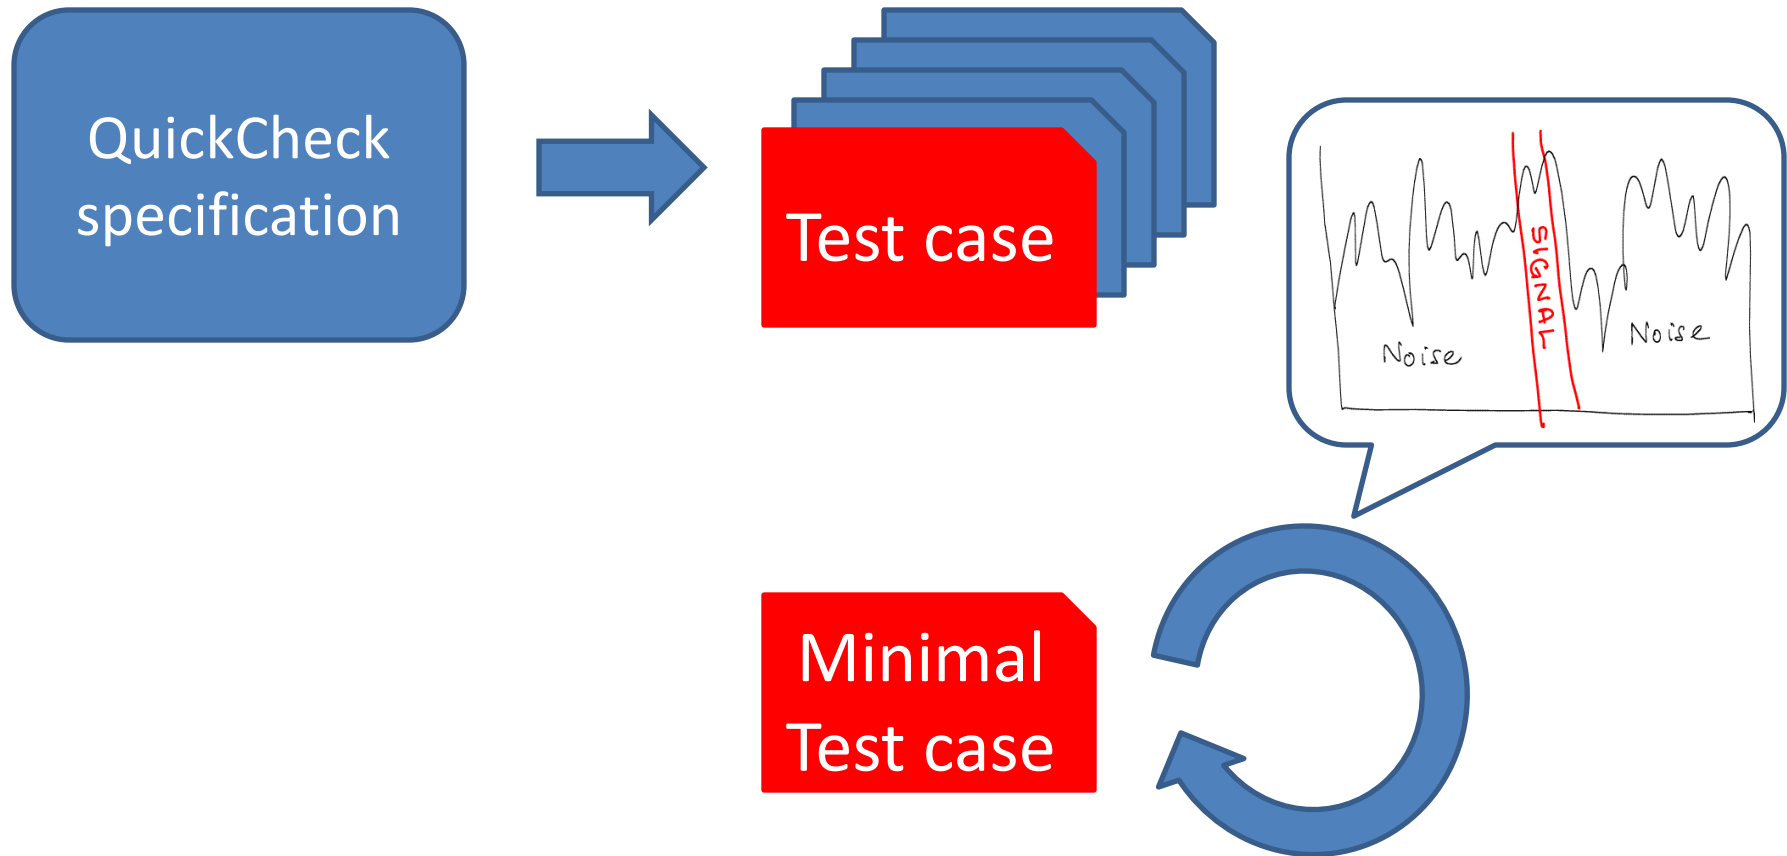 QuickCheck
specification
Test case
SIGNAL
Noise
Noise
Minimal
Test case